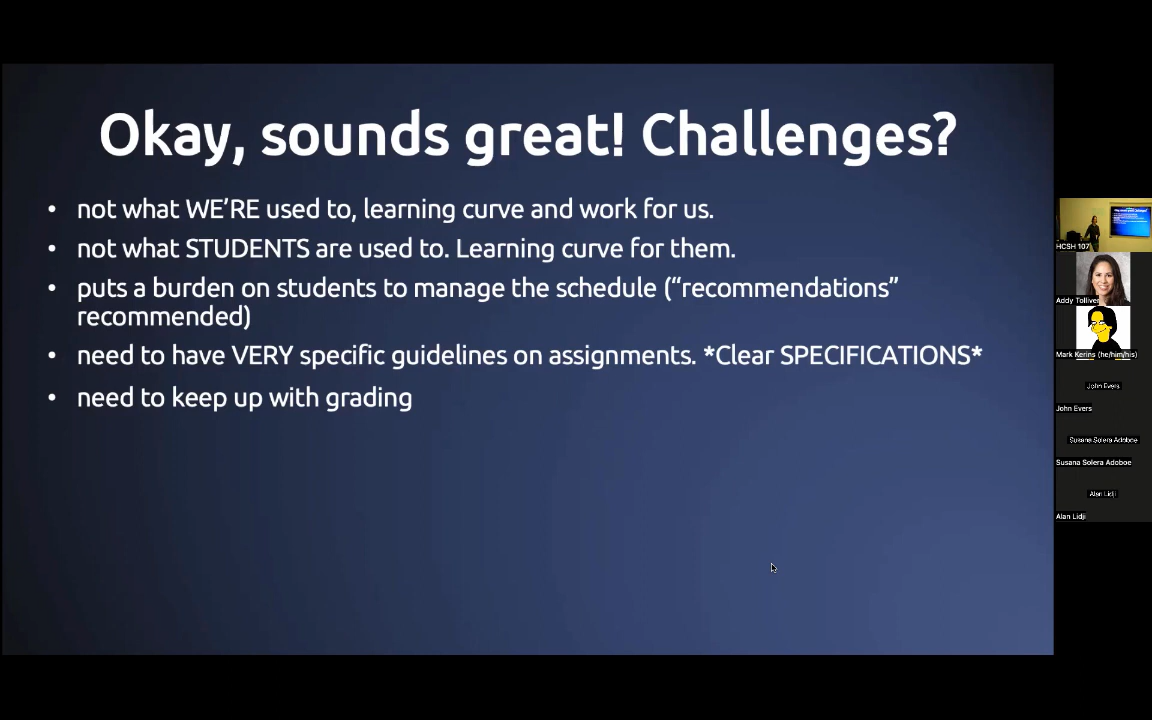 Okay, sounds great! Challenges?
• not what WE’RE used to, learning curve and work for us.
• not what STUDENTS are used to. Learning curve for them.
• puts a burden on students to manage the schedule (“recommendations”
recommended)
• need to have VERY specific guidelines on assignments. *Clear SPECIFICATIONS*
• need to keep up with grading
HCSH 107
Addy Tolliver
Mark Kerins (he/him/his)
John Evers
John Evers
Susana Solera Adoboe
Susana Solera Adoboe
Alan Lidji
Alan Lidji